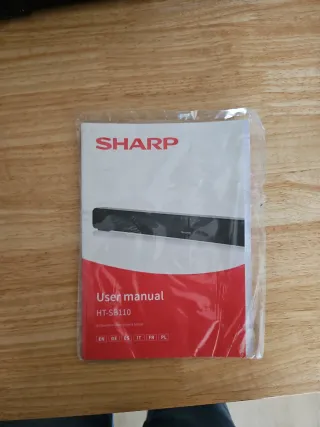 SHARP
User manual
HT-SB110
EN DE ES IT FR PL